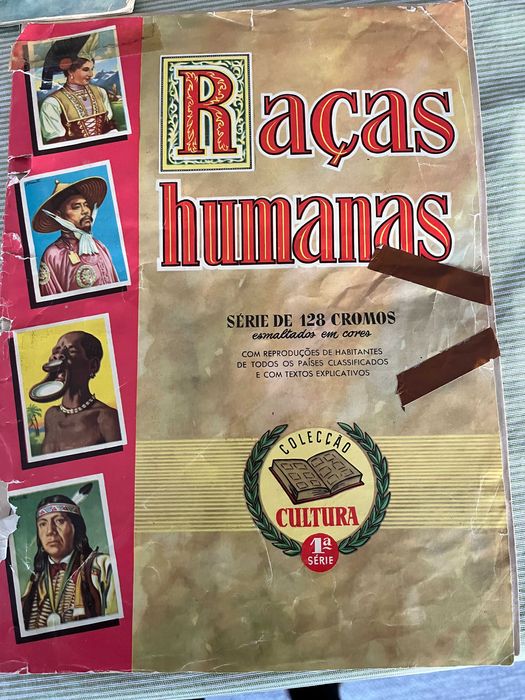 Raças
humanas
SÉRIE DE 128 CROMOS
esmaltados em cores
COM REPRODUÇÕES DE HABITANTES
DE TODOS OS PAÍSES CLASSIFICADOS
E COM TEXTOS EXPLICATIVOS
COLECÇÃO
CULTURA
1ª
SÉRIE